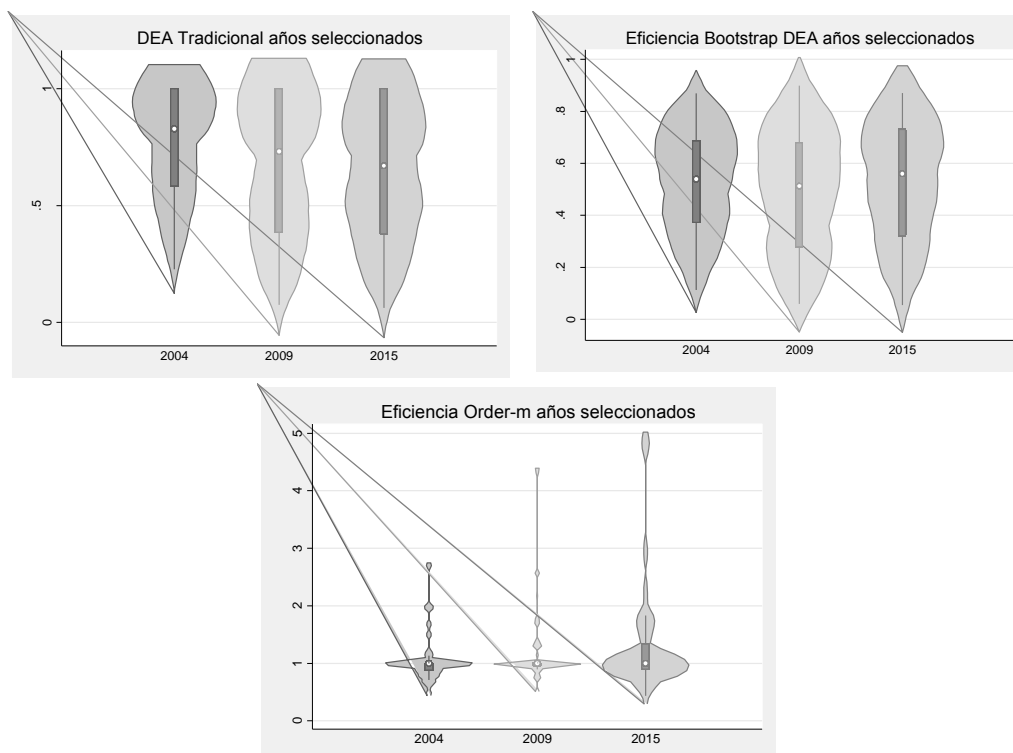 DEA Tradicional años seleccionados
1
.5
0
2004 2009 2015
Eficiencia Bootstrap DEA años seleccionados
1
.8
.6
.4
.2
0
2004 2009 2015
Eficiencia Order-m años seleccionados
5
4
3
2
1
0
2004 2009 2015